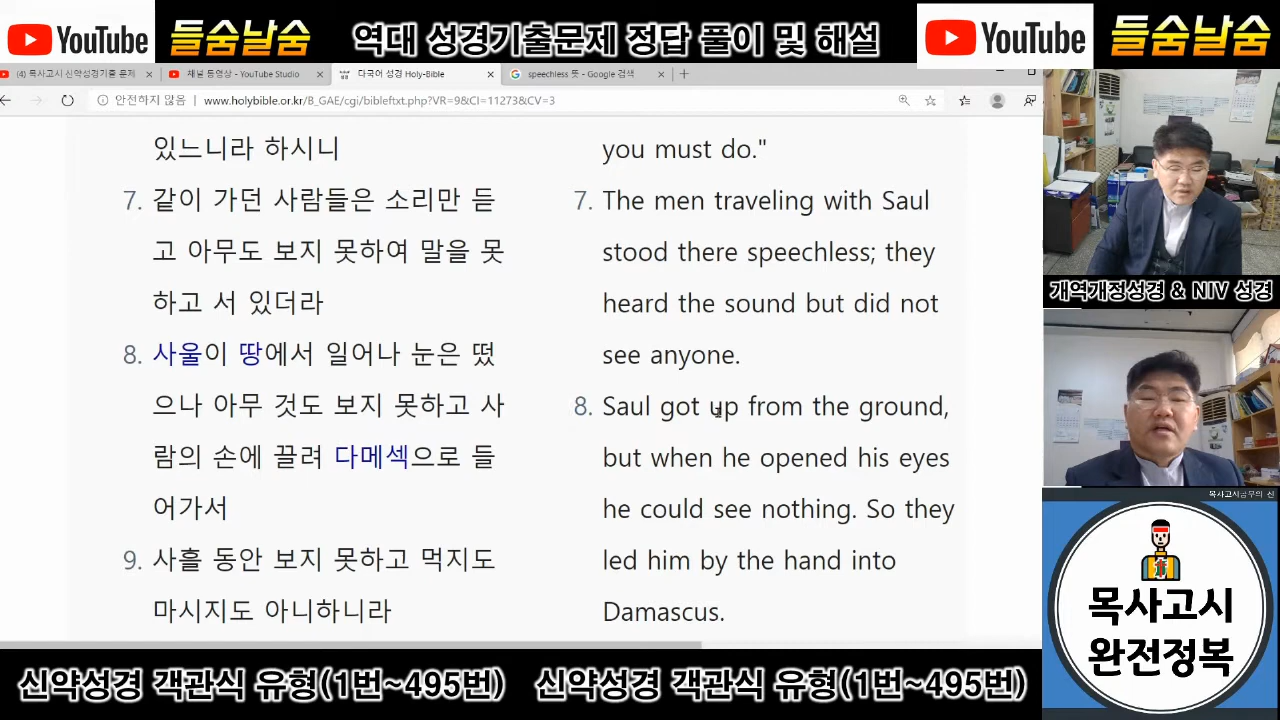 YouTube 들숨날숨 역대 성경기출문제 정답 풀이 및 해설 YouTube 들숨날숨
(4) 목사고시 신약성경기출 문제 × 채널 동영상 - YouTube Studio × 다국어 성경 Holy-Bible × speechless 뜻 - Google 검색 × +
안전하지 않음 | www.holybible.or.kr/B_GAE/cgi/bibleftxt.php?VR=9&CI=11273&CV=3
있느니라 하시니
7. 같이 가던 사람들은 소리만 듣
고 아무도 보지 못하여 말을 못
하고 서 있더라
8. 사울이 땅에서 일어나 눈은 떴
으나 아무 것도 보지 못하고 사
람의 손에 끌려 다메섹으로 들
어가서
9. 사흘 동안 보지 못하고 먹지도
마시지도 아니하니라
you must do."
7. The men traveling with Saul
stood there speechless; they
heard the sound but did not
see anyone.
8. Saul got up from the ground,
but when he opened his eyes
he could see nothing. So they
led him by the hand into
Damascus.
개역개정성경 & NIV 성경
목사고시공부의 신
목사고시
완전정복
신약성경 객관식 유형(1번~495번) 신약성경 객관식 유형(1번~495번)